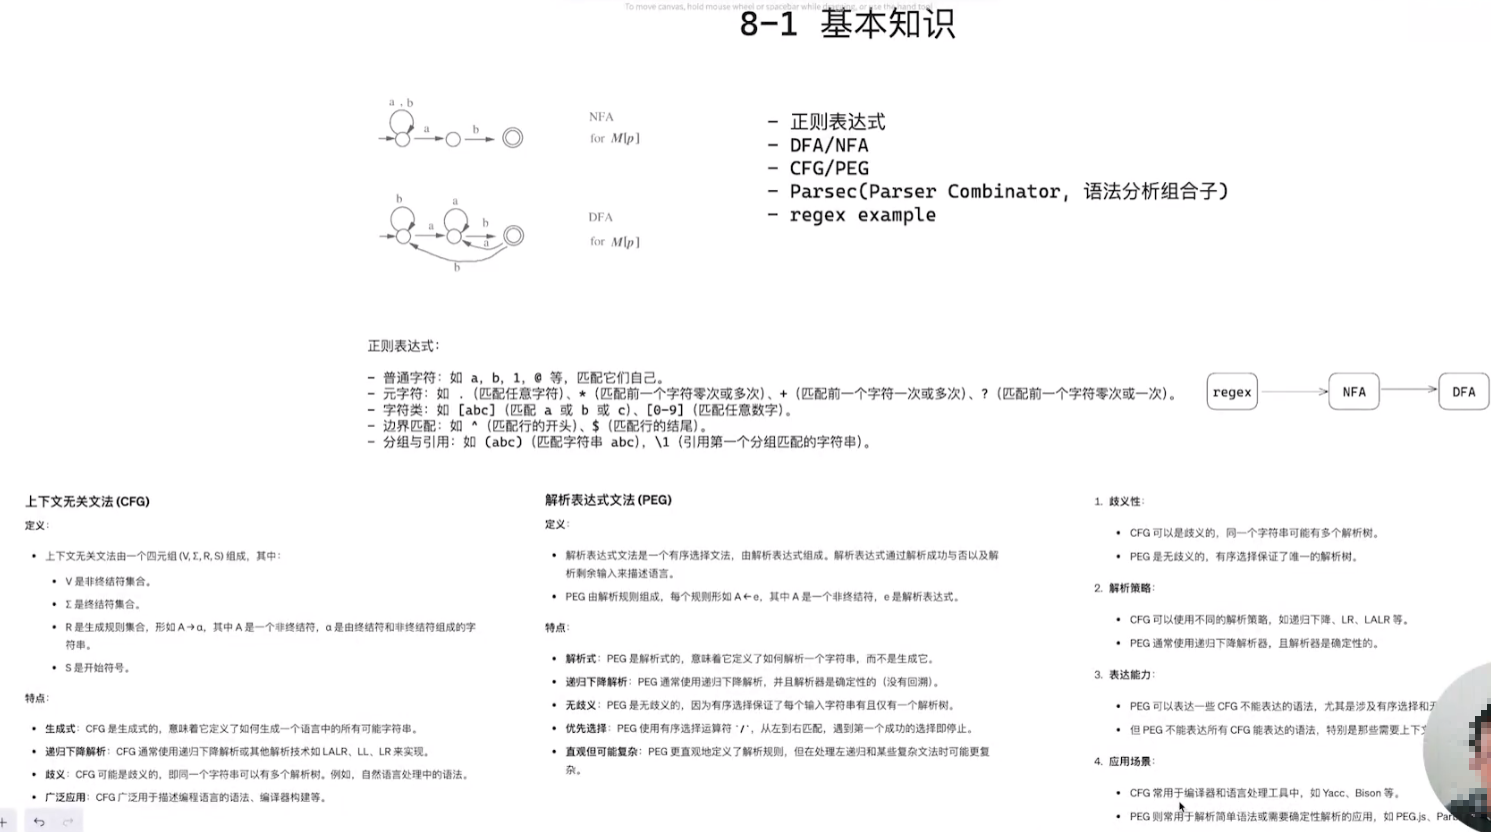 To move canvas, hold mouse wheel or spacebar while dragging, or use the hand tool
8-1 基本知识
a , b
a
b
NFA
for M[p]
b
a
a
b
a
b
DFA
for M[p]
- 正则表达式
- DFA/NFA
- CFG/PEG
- Parsec(Parser Combinator, 语法分析组合子)
- regex example
正则表达式:
- 普通字符: 如 a, b, 1, @ 等, 匹配它们自己。
- 元字符: 如 . (匹配任意字符)、* (匹配前一个字符零次或多次)、+ (匹配前一个字符一次或多次)、? (匹配前一个字符零次或一次)。
- 字符类: 如 [abc] (匹配 a 或 b 或 c)、[0-9] (匹配任意数字)。
- 边界匹配: 如 ^ (匹配行的开头)、$ (匹配行的结尾)。
- 分组与引用: 如 (abc) (匹配字符串 abc), \1 (引用第一个分组匹配的字符串)。
regex
NFA
DFA
上下文无关文法 (CFG)
定义:
• 上下文无关文法由一个四元组 (V, Σ, R, S) 组成, 其中:
• V 是非终结符集合。
• Σ 是终结符集合。
• R 是生成规则集合, 形如 A → α, 其中 A 是一个非终结符, α 是由终结符和非终结符组成的字
符串。
• S 是开始符号。
特点:
• 生成式: CFG 是生成式的, 意味着它定义了如何生成一个语言中的所有可能字符串。
• 递归下降解析: CFG 通常使用递归下降解析或其他解析技术如 LALR、LL、LR 来实现。
• 歧义: CFG 可能是歧义的, 即同一个字符串可以有多个解析树。例如, 自然语言处理中的语法。
• 广泛应用: CFG 广泛用于描述编程语言的语法、编译器构建等。
解析表达式文法 (PEG)
定义:
• 解析表达式文法是一个有序选择文法, 由解析表达式组成。解析表达式通过解析成功与否以及解
析剩余输入来描述语言。
• PEG 由解析规则组成, 每个规则形如 A ← e, 其中 A 是一个非终结符, e 是解析表达式。
特点:
• 解析式: PEG 是解析式的, 意味着它定义了如何解析一个字符串, 而不是生成它。
• 递归下降解析: PEG 通常使用递归下降解析, 并且解析器是确定性的 (没有回溯)。
• 无歧义: PEG 是无歧义的, 因为有序选择保证了每个输入字符串有且仅有一个解析树。
• 优先选择: PEG 使用有序选择运算符 `/`, 从左到右匹配, 遇到第一个成功的选择即停止。
• 直观但可能复杂: PEG 更直观地定义了解析规则, 但在处理左递归和某些复杂文法时可能更复
杂。
1. 歧义性:
• CFG 可以是歧义的, 同一个字符串可能有多个解析树。
• PEG 是无歧义的, 有序选择保证了唯一的解析树。
2. 解析策略:
• CFG 可以使用不同的解析策略, 如递归下降、LR、LALR 等。
• PEG 通常使用递归下降解析器, 且解析器是确定性的。
3. 表达能力:
• PEG 可以表达一些 CFG 不能表达的语法, 尤其是涉及有序选择和
• 但 PEG 不能表达所有 CFG 能表达的语法, 特别是那些需要上下
4. 应用场景:
• CFG 常用于编译器和语言处理工具中, 如 Yacc、Bison 等。
• PEG 则常用于解析简单语法或需要确定性解析的应用, 如 PEG.js、